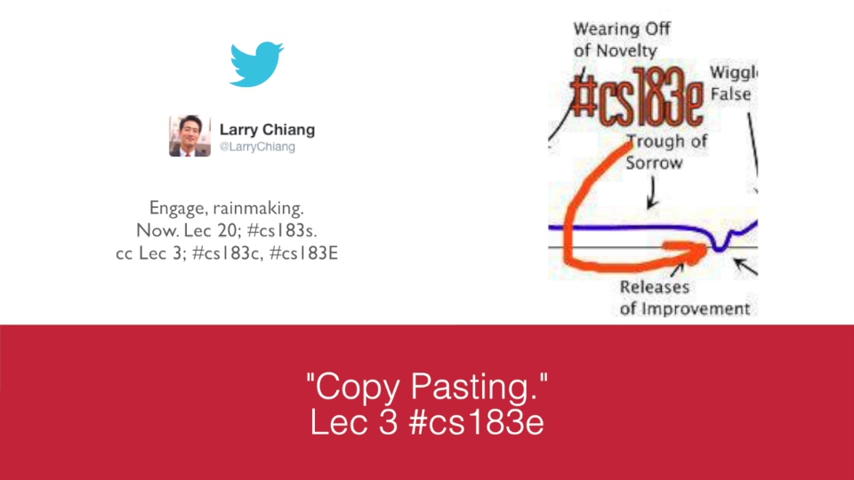 Larry Chiang
@LarryChiang
Engage, rainmaking.
Now. Lec 20; #cs183s.
cc Lec 3; #cs183c, #cs183E
Wearing Off
of Novelty
#cs183e
Wiggl
False
Trough of
Sorrow
Releases
of Improvement
"Copy Pasting."
Lec 3 #cs183e